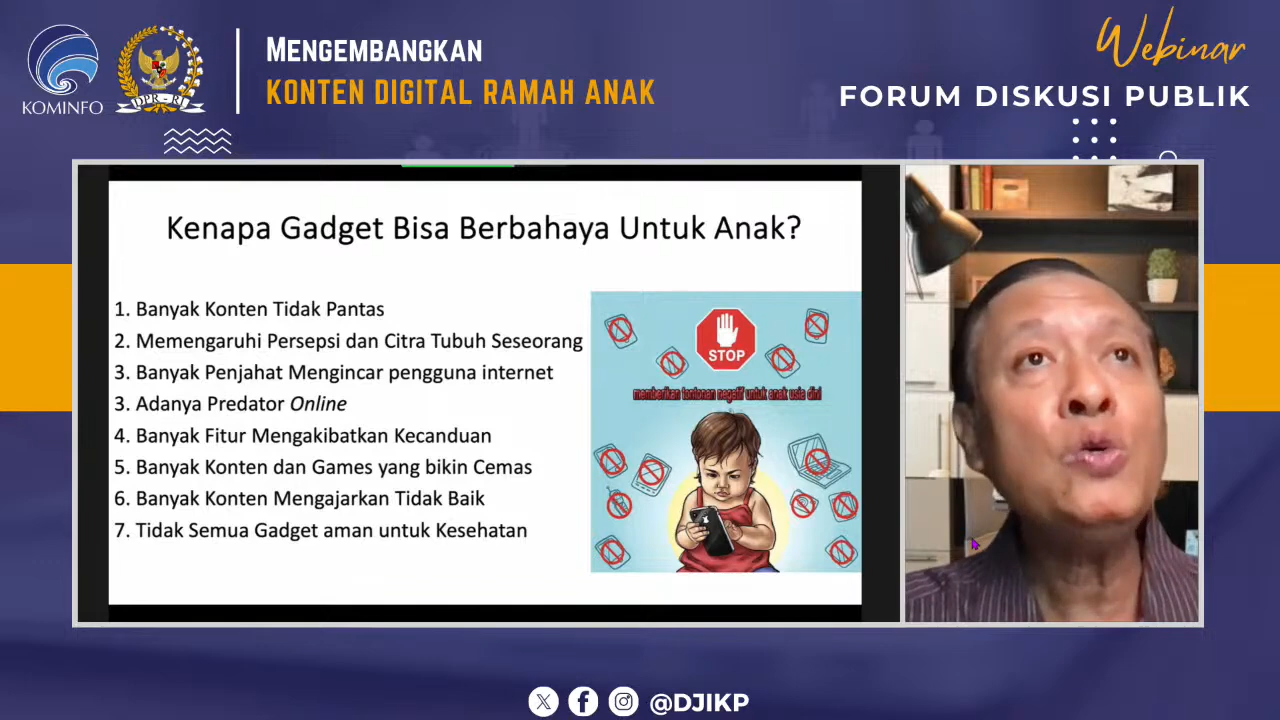 KOMINFO
DPR-RI
MENGEMBANGKAN
KONTEN DIGITAL RAMAH ANAK
Webinar
FORUM DISKUSI PUBLIK
Kenapa Gadget Bisa Berbahaya Untuk Anak?
1. Banyak Konten Tidak Pantas
2. Memengaruhi Persepsi dan Citra Tubuh Seseorang
3. Banyak Penjahat Mengincar pengguna internet
3. Adanya Predator Online
4. Banyak Fitur Mengakibatkan Kecanduan
5. Banyak Konten dan Games yang bikin Cemas
6. Banyak Konten Mengajarkan Tidak Baik
7. Tidak Semua Gadget aman untuk Kesehatan
STOP
memberikan tontonan negatif untuk anak usia dini
@DJIKP